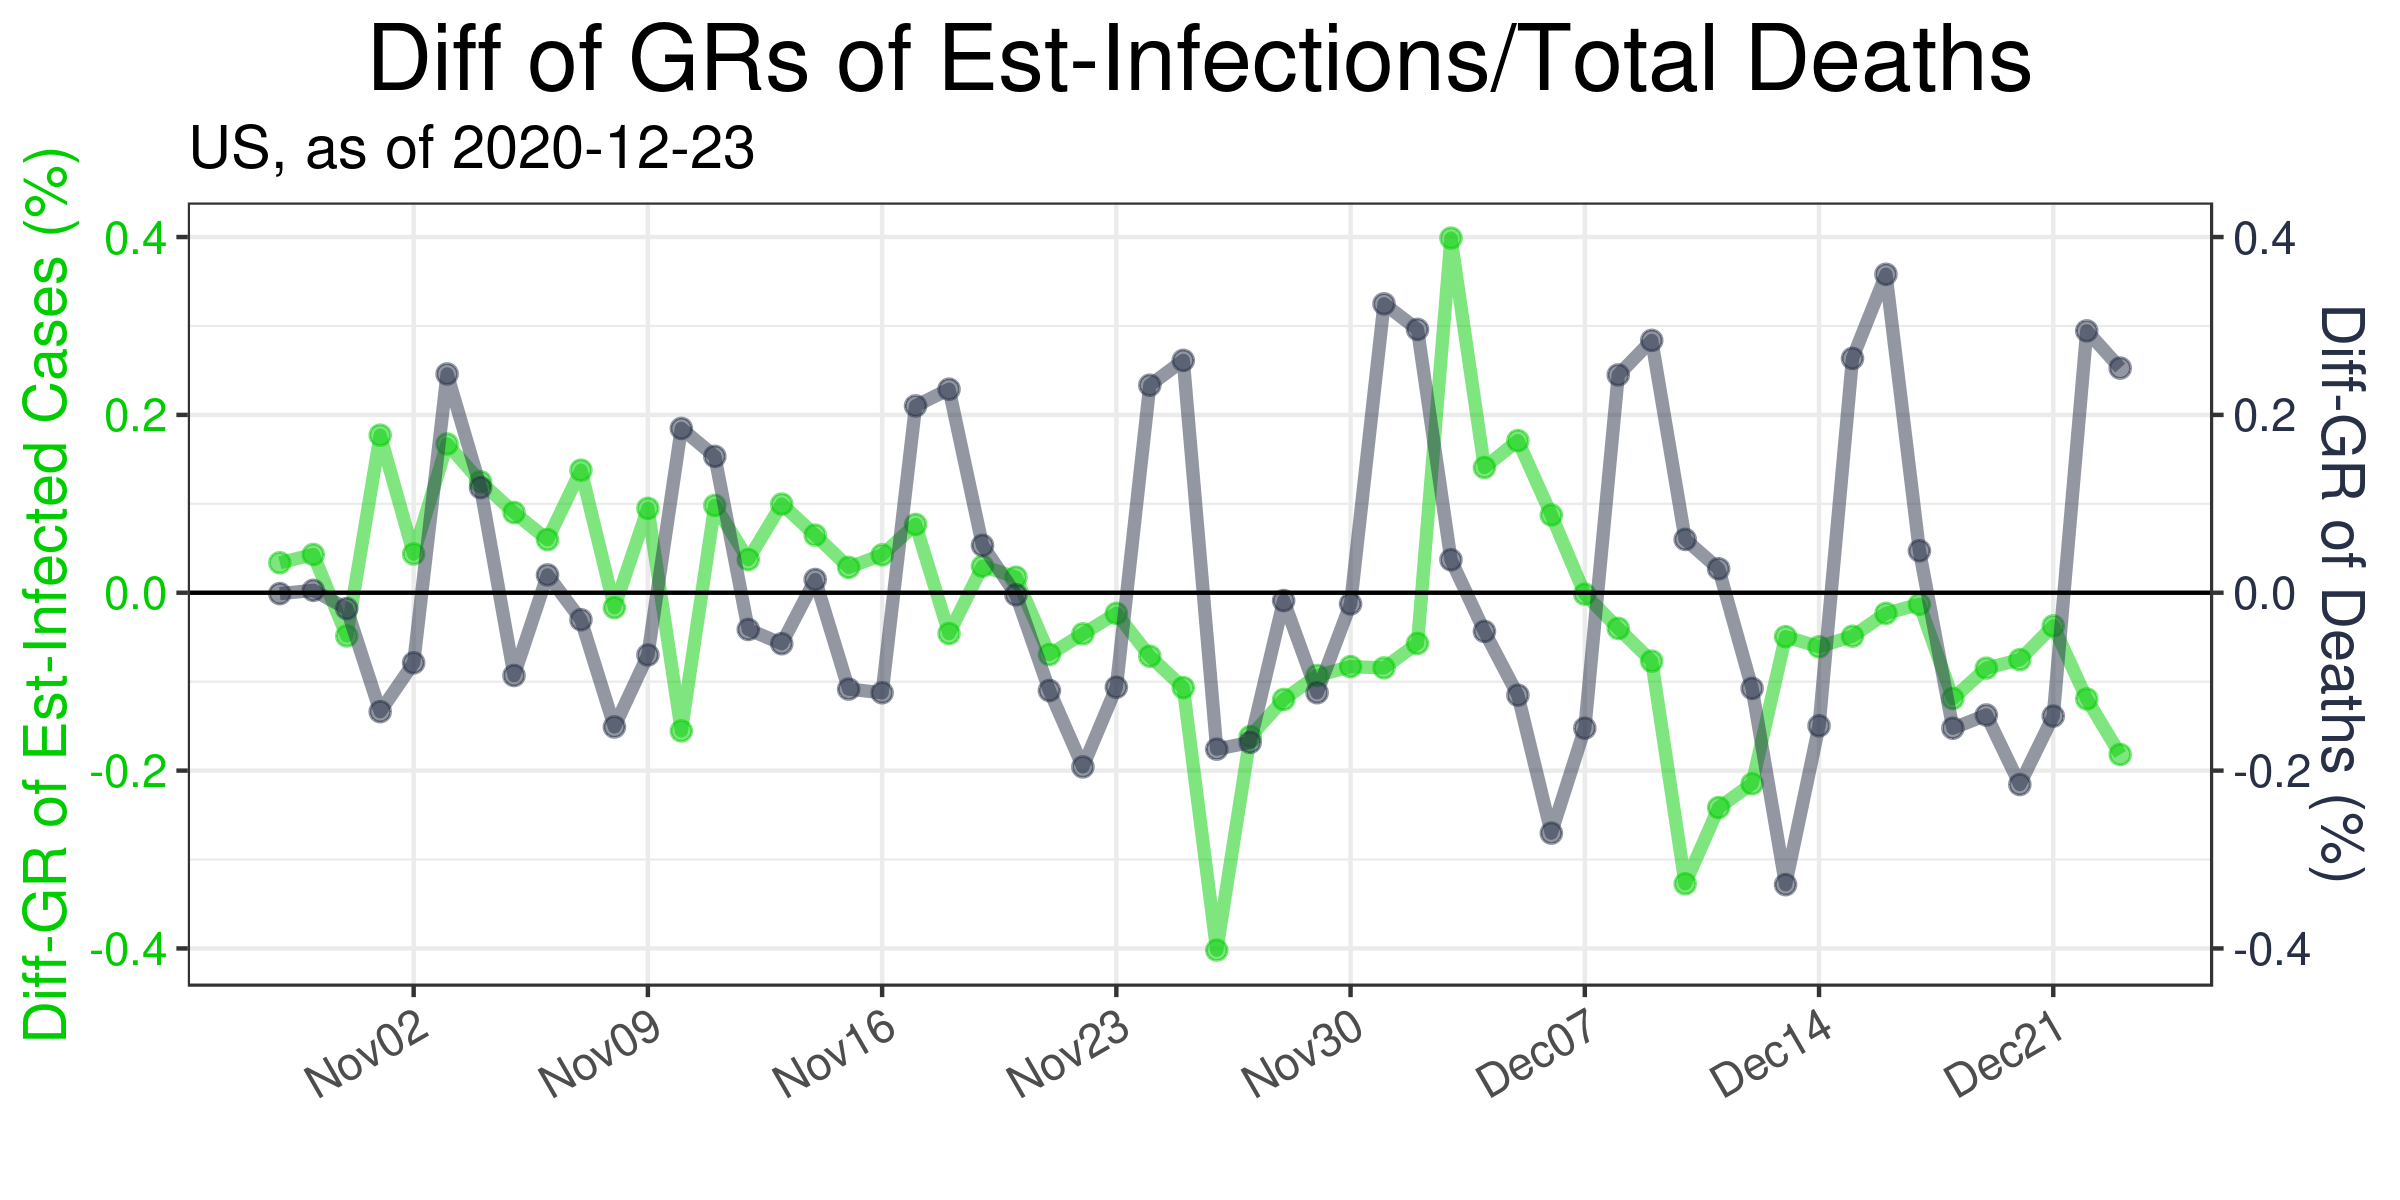 Diff of GRs of Est-Infections/Total Deaths
US, as of 2020-12-23
Diff-GR of Est-Infected Cases (%)
0.4
0.2
0.0
-0.2
-0.4
0.4
0.2
0.0
-0.2
-0.4
Diff-GR of Deaths (%)
Nov02
Nov09
Nov16
Nov23
Nov30
Dec07
Dec14
Dec21